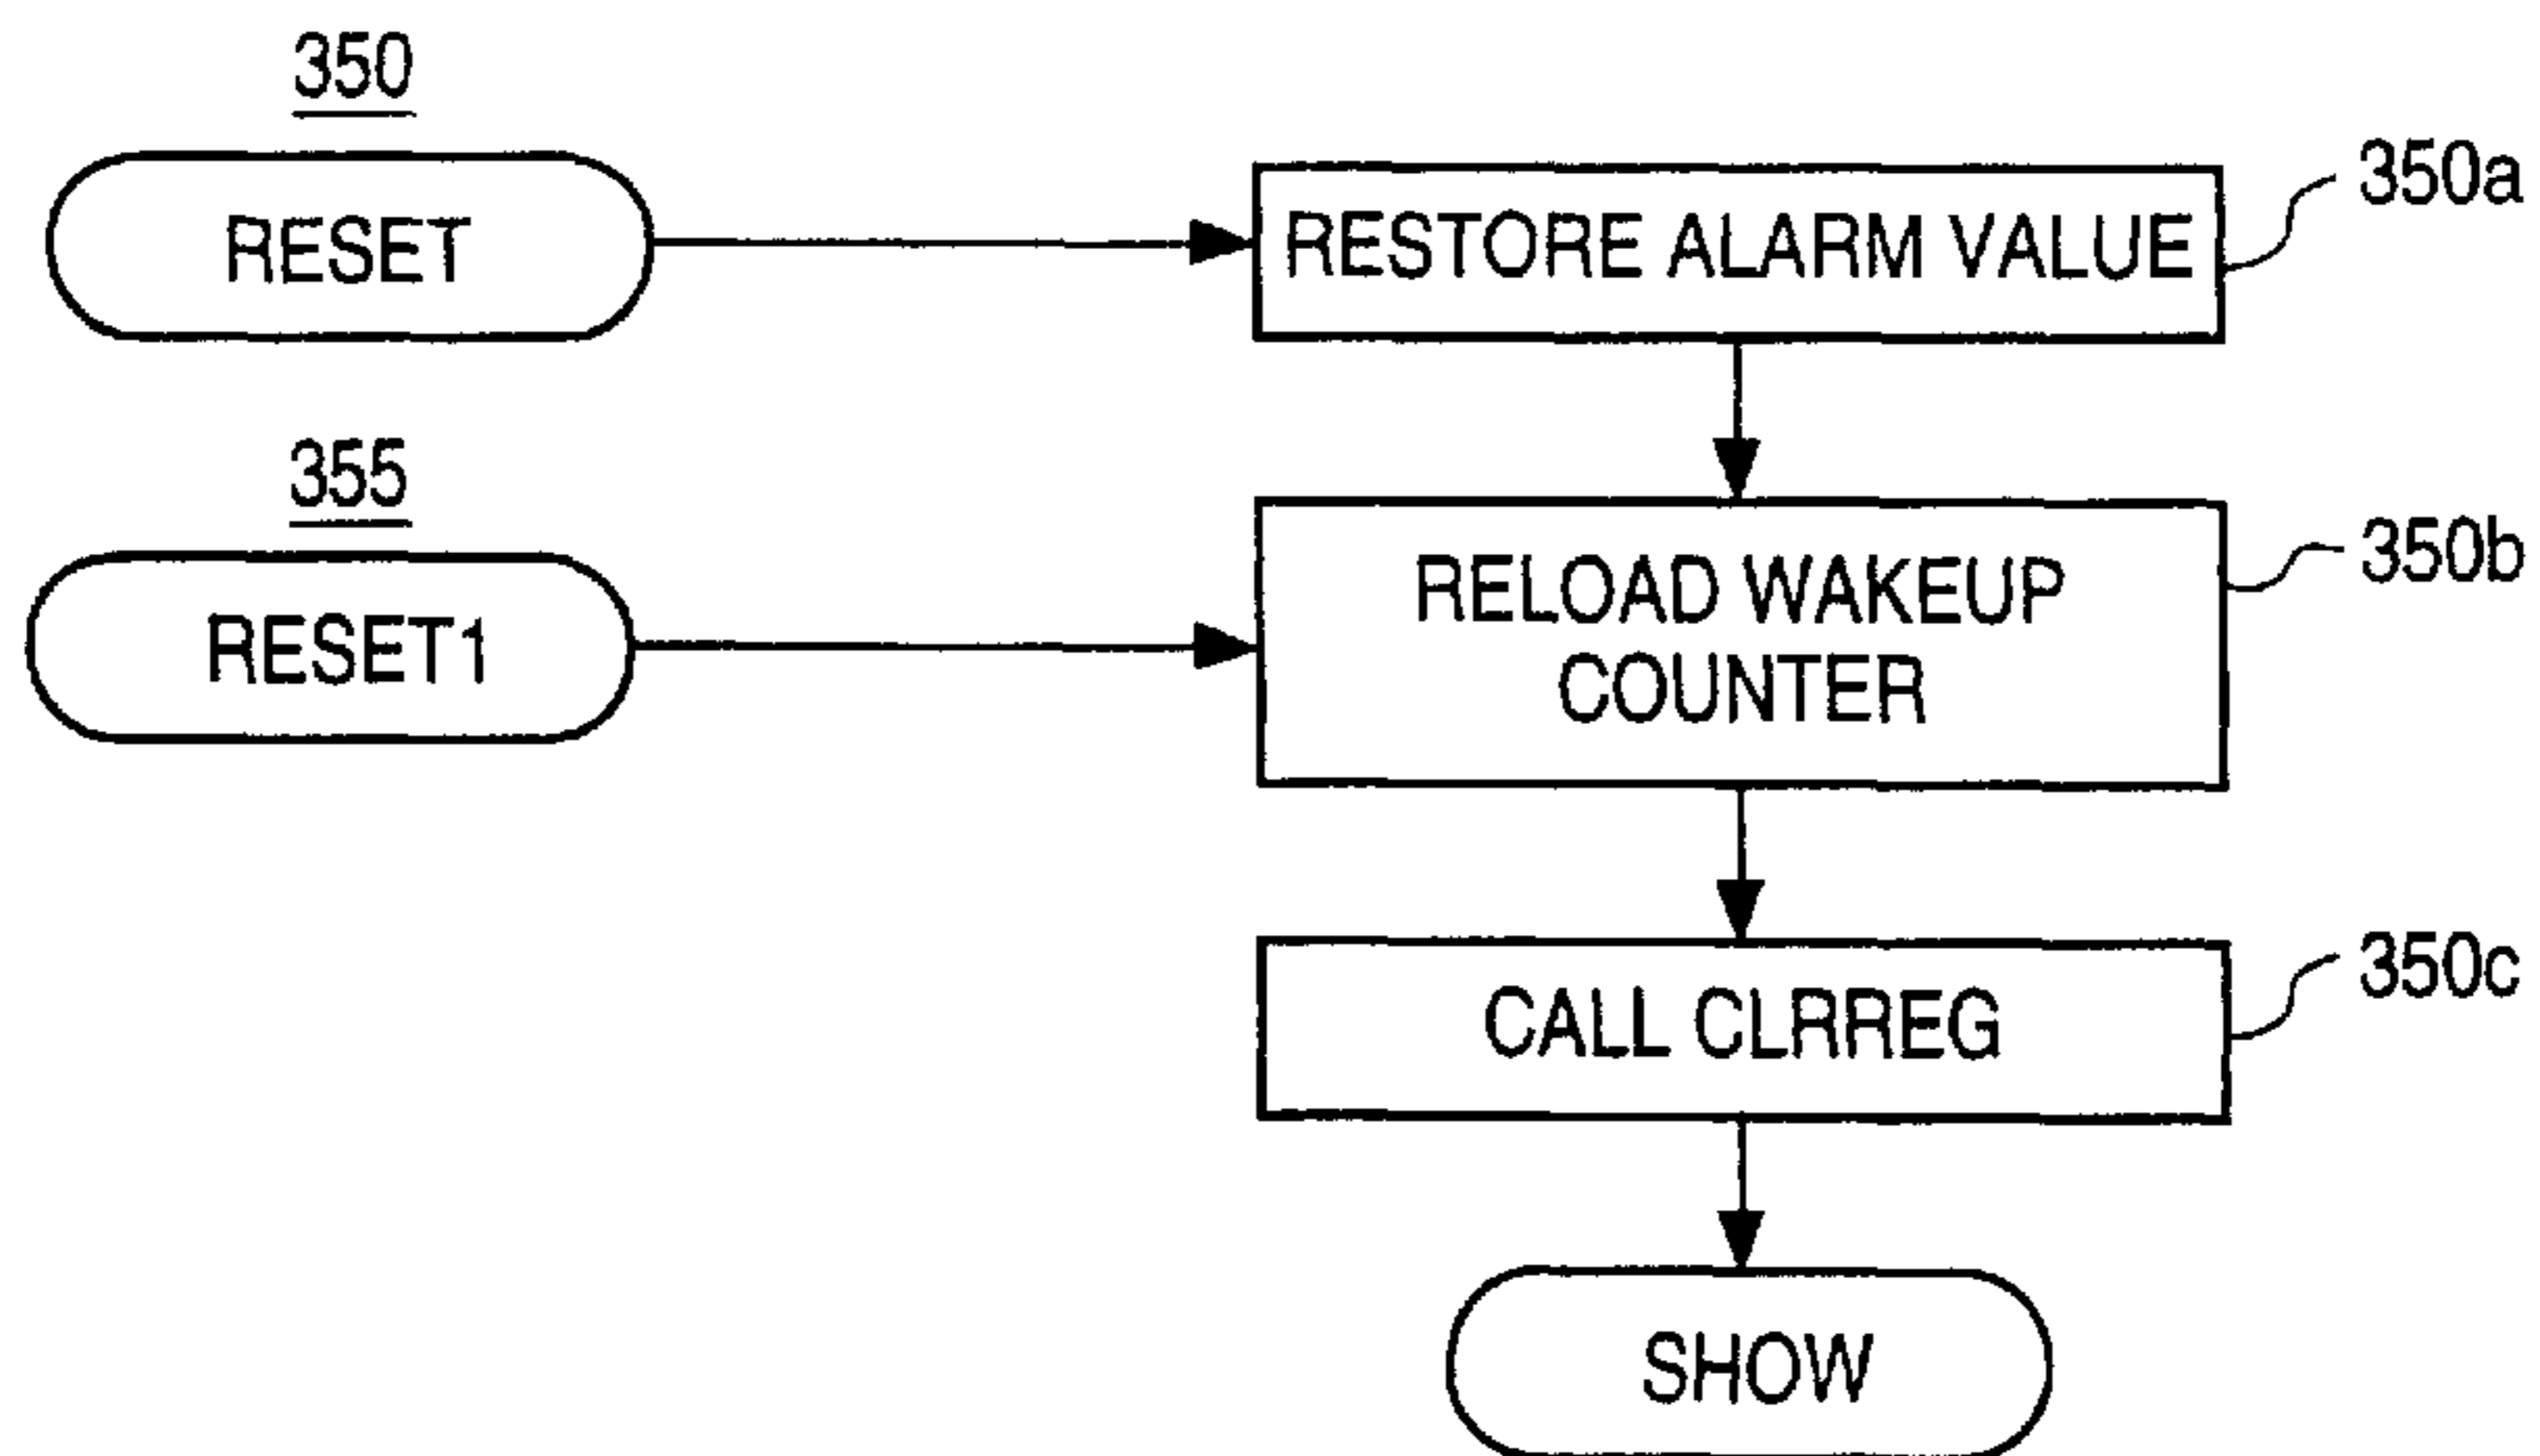 350
RESET
RESTORE ALARM VALUE
350a
355
RESET1
RELOAD WAKEUP
COUNTER
350b
CALL CLRREG
350c
SHOW